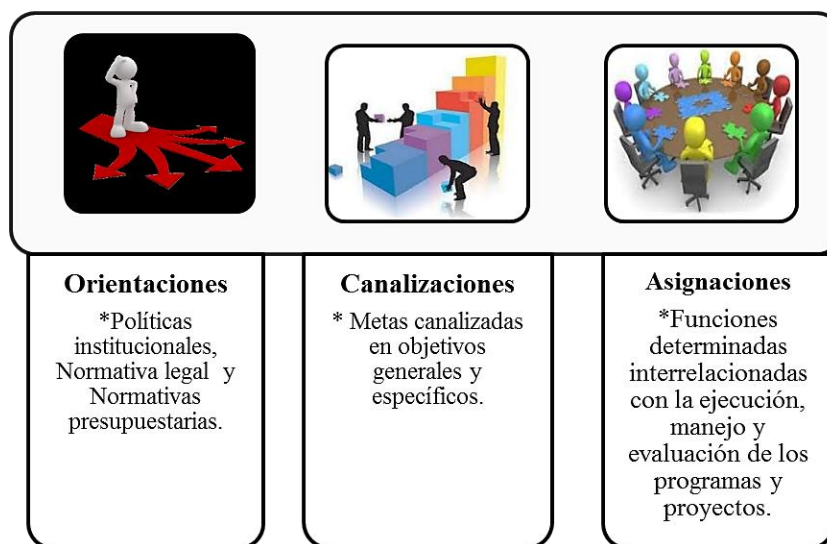 Orientaciones
*Políticas
institucionales,
Normativa legal y
Normativas
presupuestarias.
Canalizaciones
* Metas canalizadas
en objetivos
generales y
específicos.
Asignaciones
*Funciones
determinadas
interrelacionadas
con la ejecución,
manejo y
evaluación de los
programas y
proyectos.